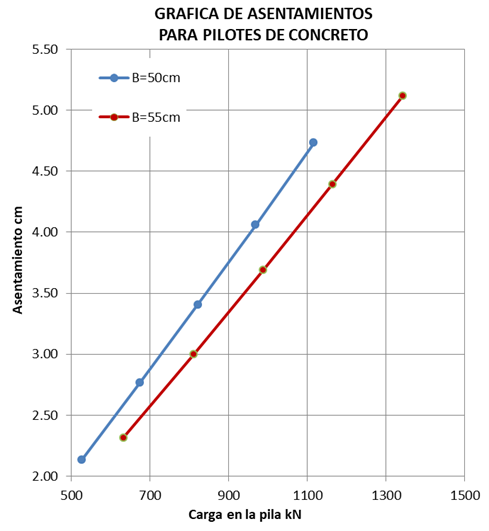 GRAFICA DE ASENTAMIENTOS
PARA PILOTES DE CONCRETO
5.50
5.00
4.50
4.00
3.50
3.00
2.50
2.00
Asentamiento cm
B=50cm
B=55cm
500 700 900 1100 1300 1500
Carga en la pila kN